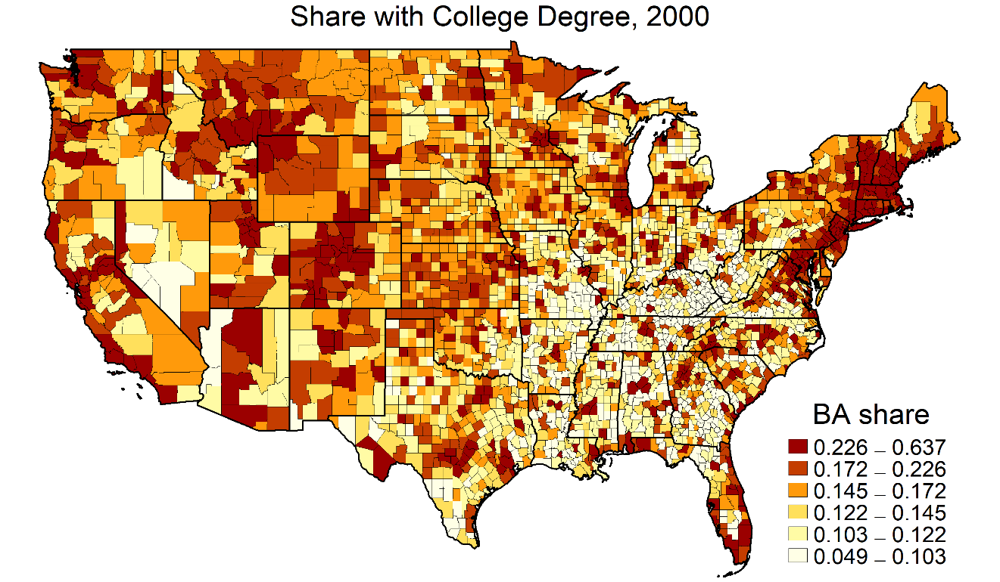 Share with College Degree, 2000
BA share
0.226 – 0.637
0.172 – 0.226
0.145 – 0.172
0.122 – 0.145
0.103 – 0.122
0.049 – 0.103